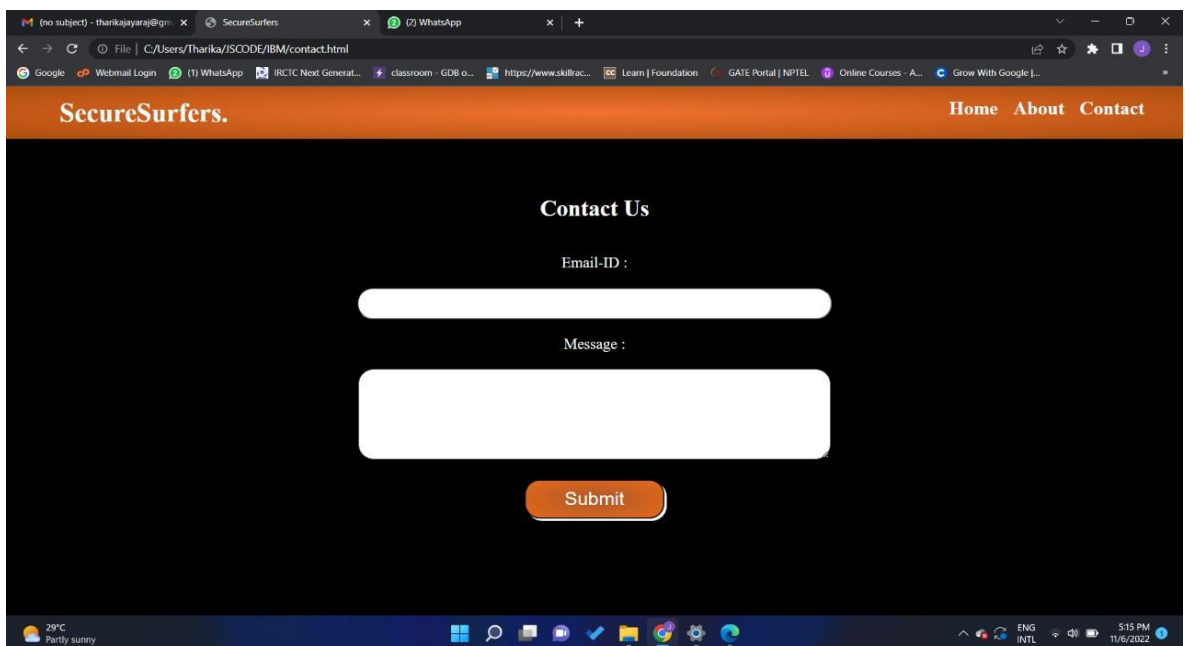 (no subject) - tharikajayaraj@gm
SecureSurfers
(2) WhatsApp
File | C:/Users/Tharika/JSCODE/IBM/contact.html
Google
Webmail Login
(1) WhatsApp
IRCTC Next Generat...
classroom - GDB o...
https://www.skillrac...
Learn | Foundation
GATE Portal | NPTEL
Online Courses - A...
Grow With Google |...
SecureSurfers.
Home About Contact
Contact Us
Email-ID :
Message :
Submit
29°C
Partly sunny
ENG
INTL
5:15 PM
11/6/2022